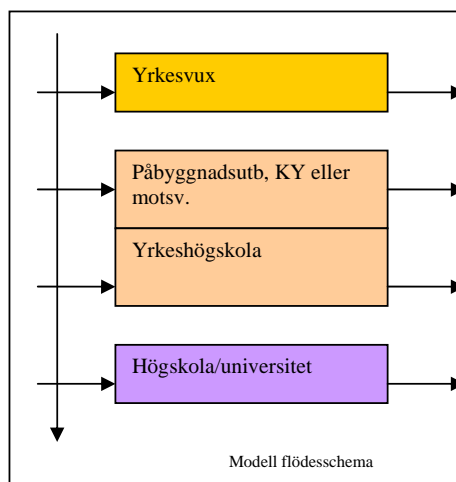 Yrkesvux
Påbyggnadsutb, KY eller
motsv.
Yrkeshögskola
Högskola/universitet
Modell flödesschema